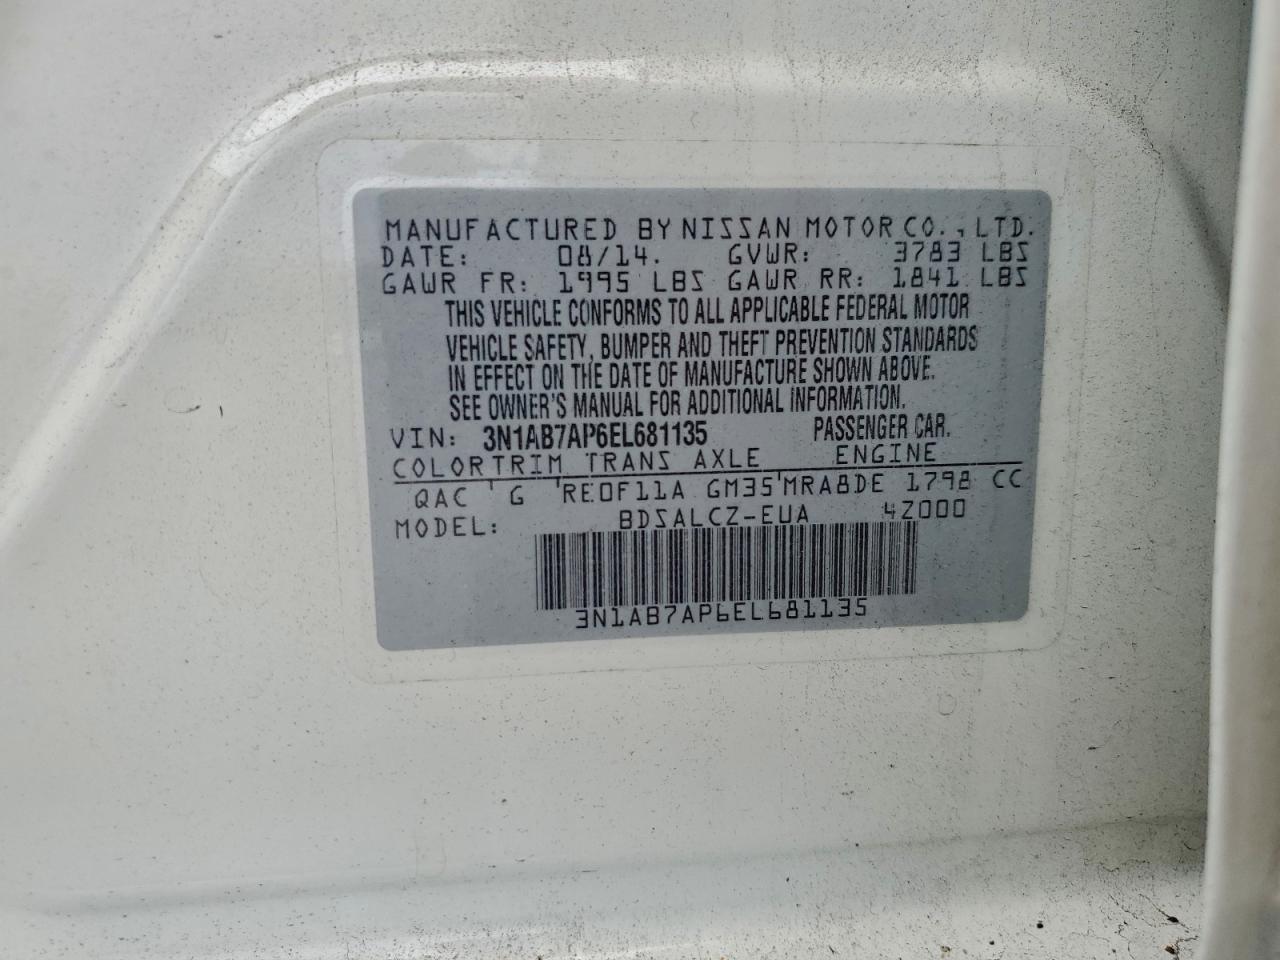 MANUFACTURED BY NISSAN MOTOR CO., LTD.
DATE: 08/14. GVWR: 3783 LBS
GAWR FR: 1995 LBS GAWR RR: 1841 LBS
THIS VEHICLE CONFORMS TO ALL APPLICABLE FEDERAL MOTOR
VEHICLE SAFETY, BUMPER AND THEFT PREVENTION STANDARDS
IN EFFECT ON THE DATE OF MANUFACTURE SHOWN ABOVE.
SEE OWNER'S MANUAL FOR ADDITIONAL INFORMATION.
VIN: 3N1AB7AP6EL681135 PASSENGER CAR.
COLOR TRIM TRANS AXLE ENGINE
QAC G RE0F11A GM35 MRA8DE 1798 CC
MODEL: BDSALCZ-EUA 4Z000
3N1AB7AP6EL681135